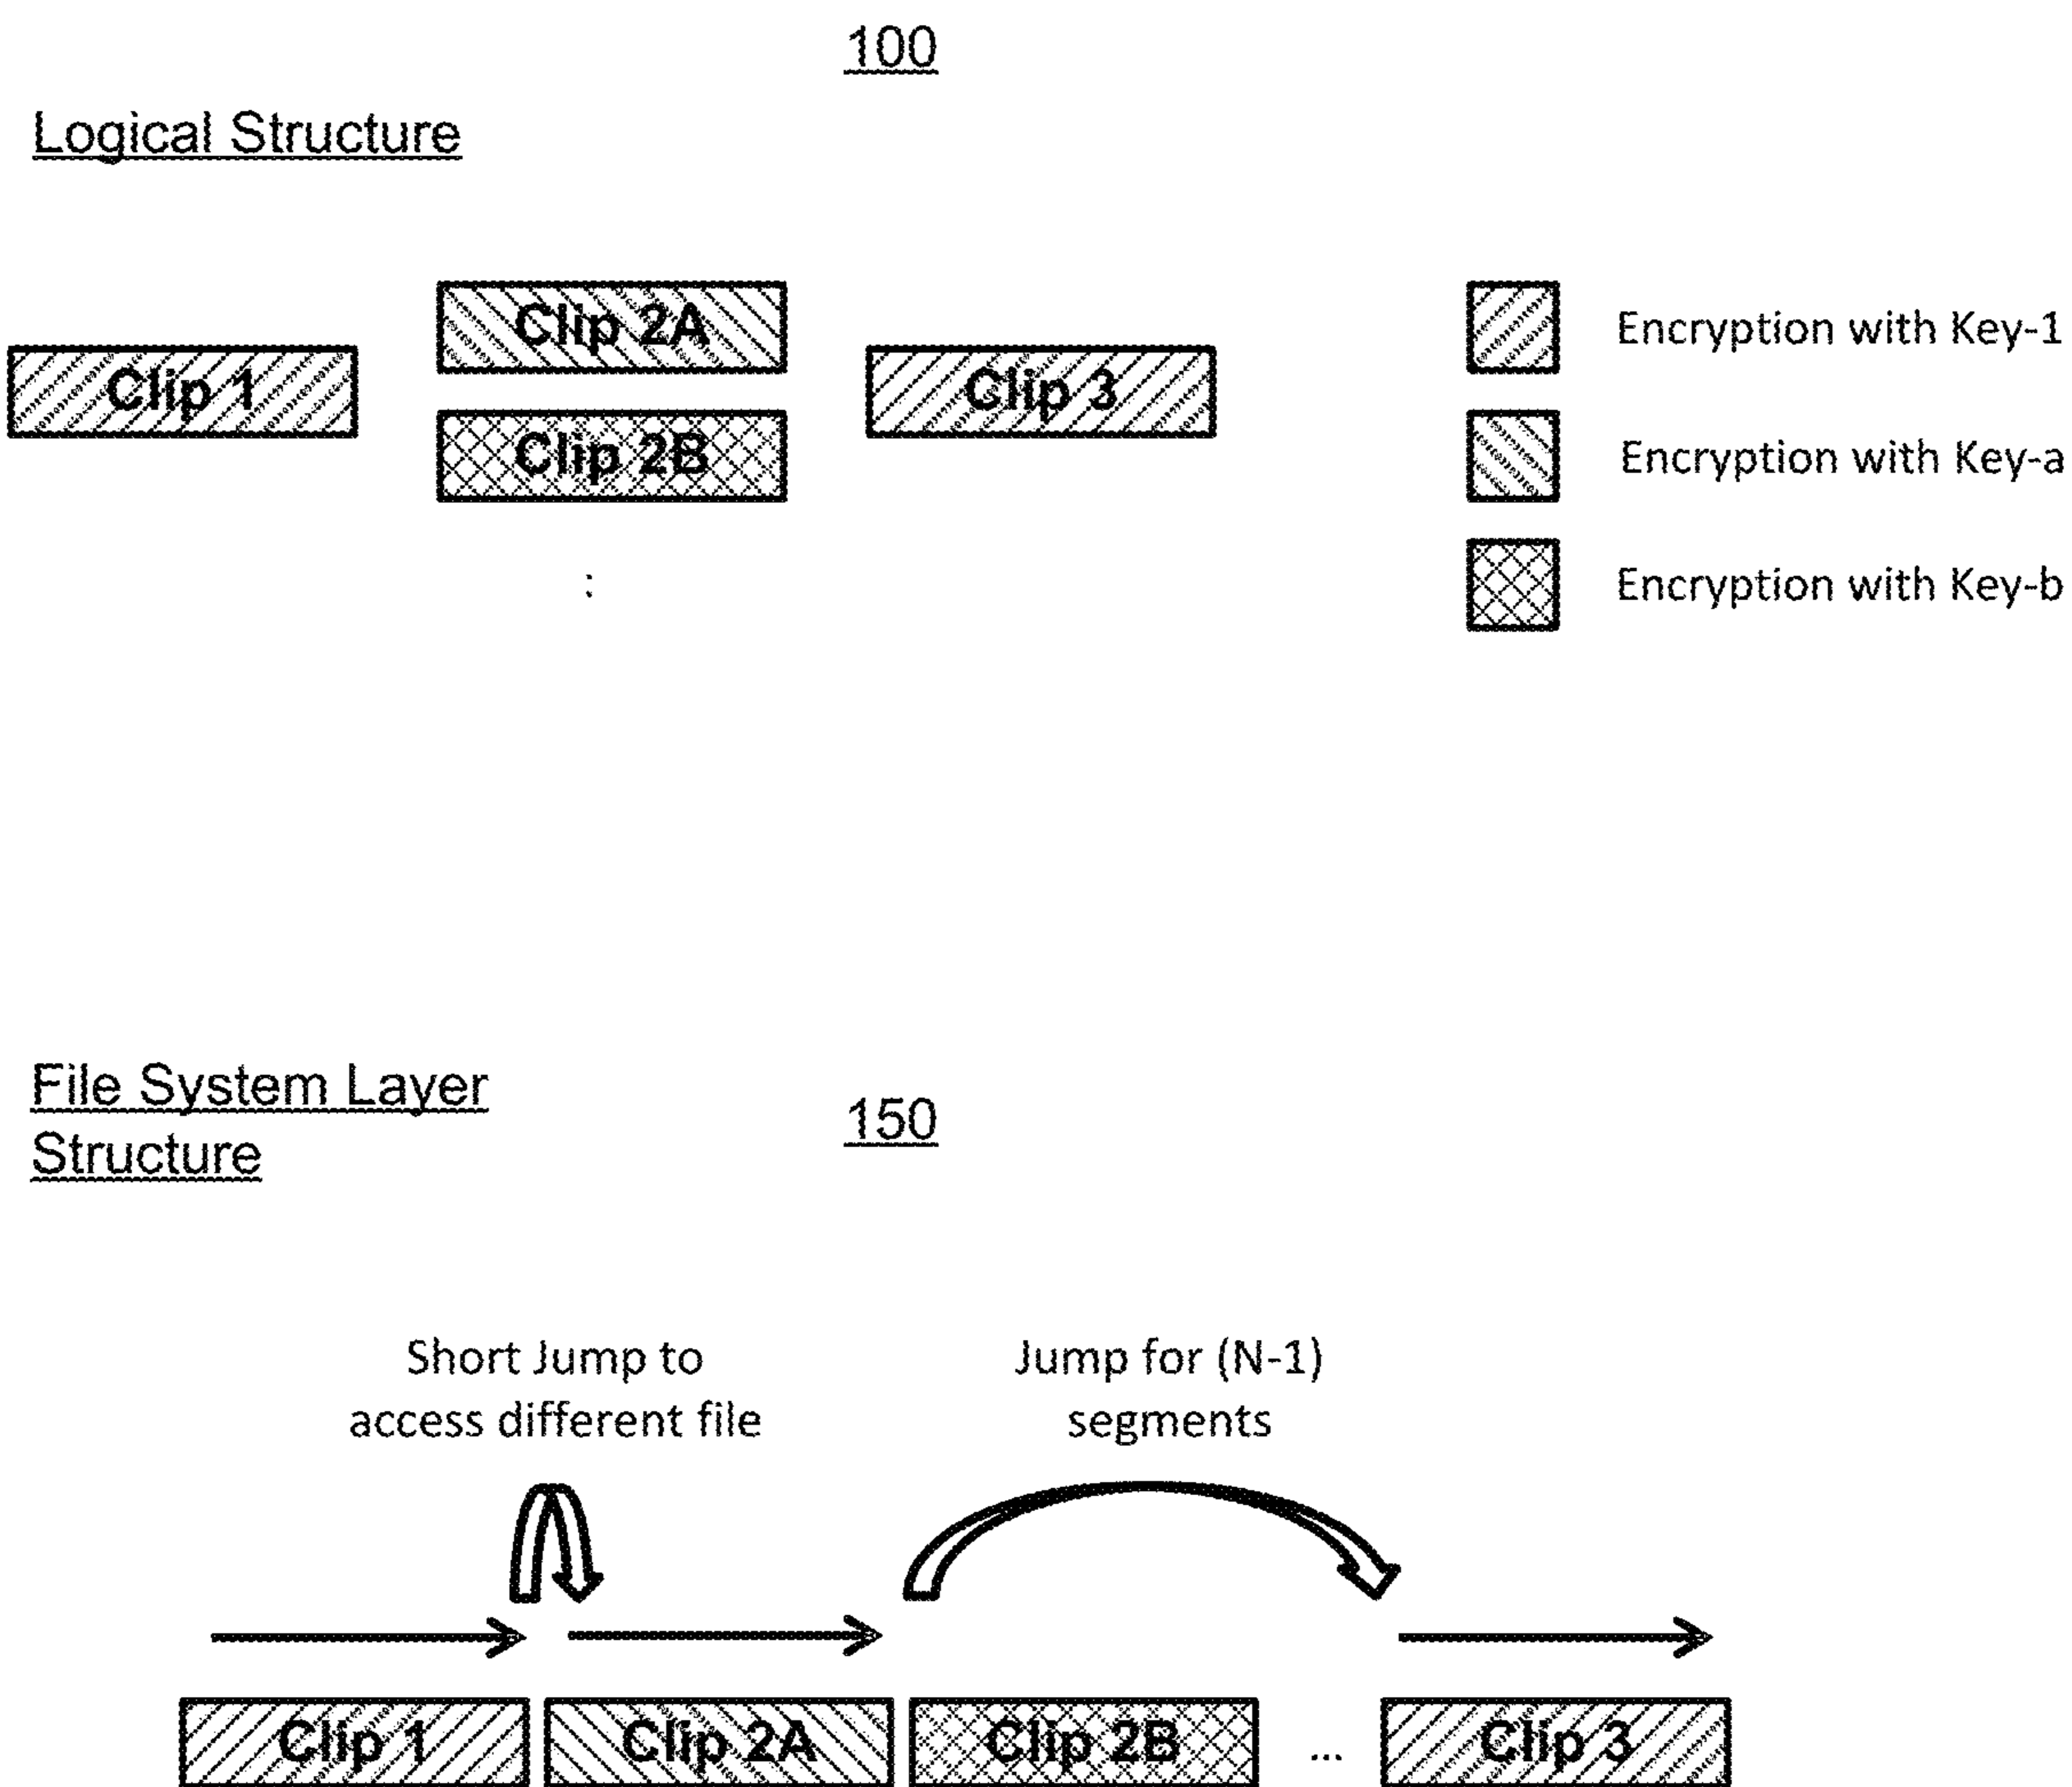 100
Logical Structure
Clip 2A
Encryption with Key-1
Clip 1
Clip 3
Encryption with Key-a
Clip 2B
:
Encryption with Key-b
File System Layer
Structure
150
Short Jump to
access different file
Jump for (N-1)
segments
Clip 1
Clip 2A
Clip 2B
...
Clip 3